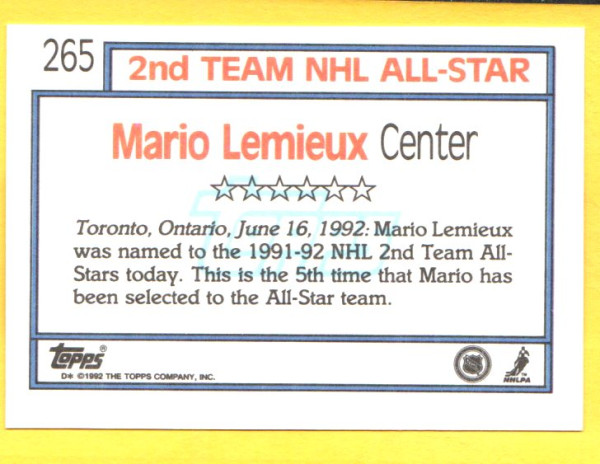 265
2nd TEAM NHL ALL-STAR
Mario Lemieux Center
Toronto, Ontario, June 16, 1992: Mario Lemieux
was named to the 1991-92 NHL 2nd Team All-
Stars today. This is the 5th time that Mario has
been selected to the All-Star team.
Topps
topps®
D* ©1992 THE TOPPS COMPANY, INC.
NHL
NHLPA